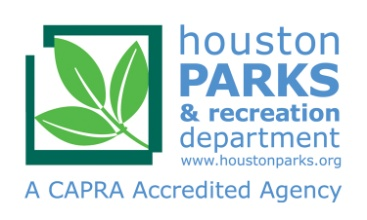 houston
PARKS
& recreation
department
www.houstonparks.org
A CAPRA Accredited Agency